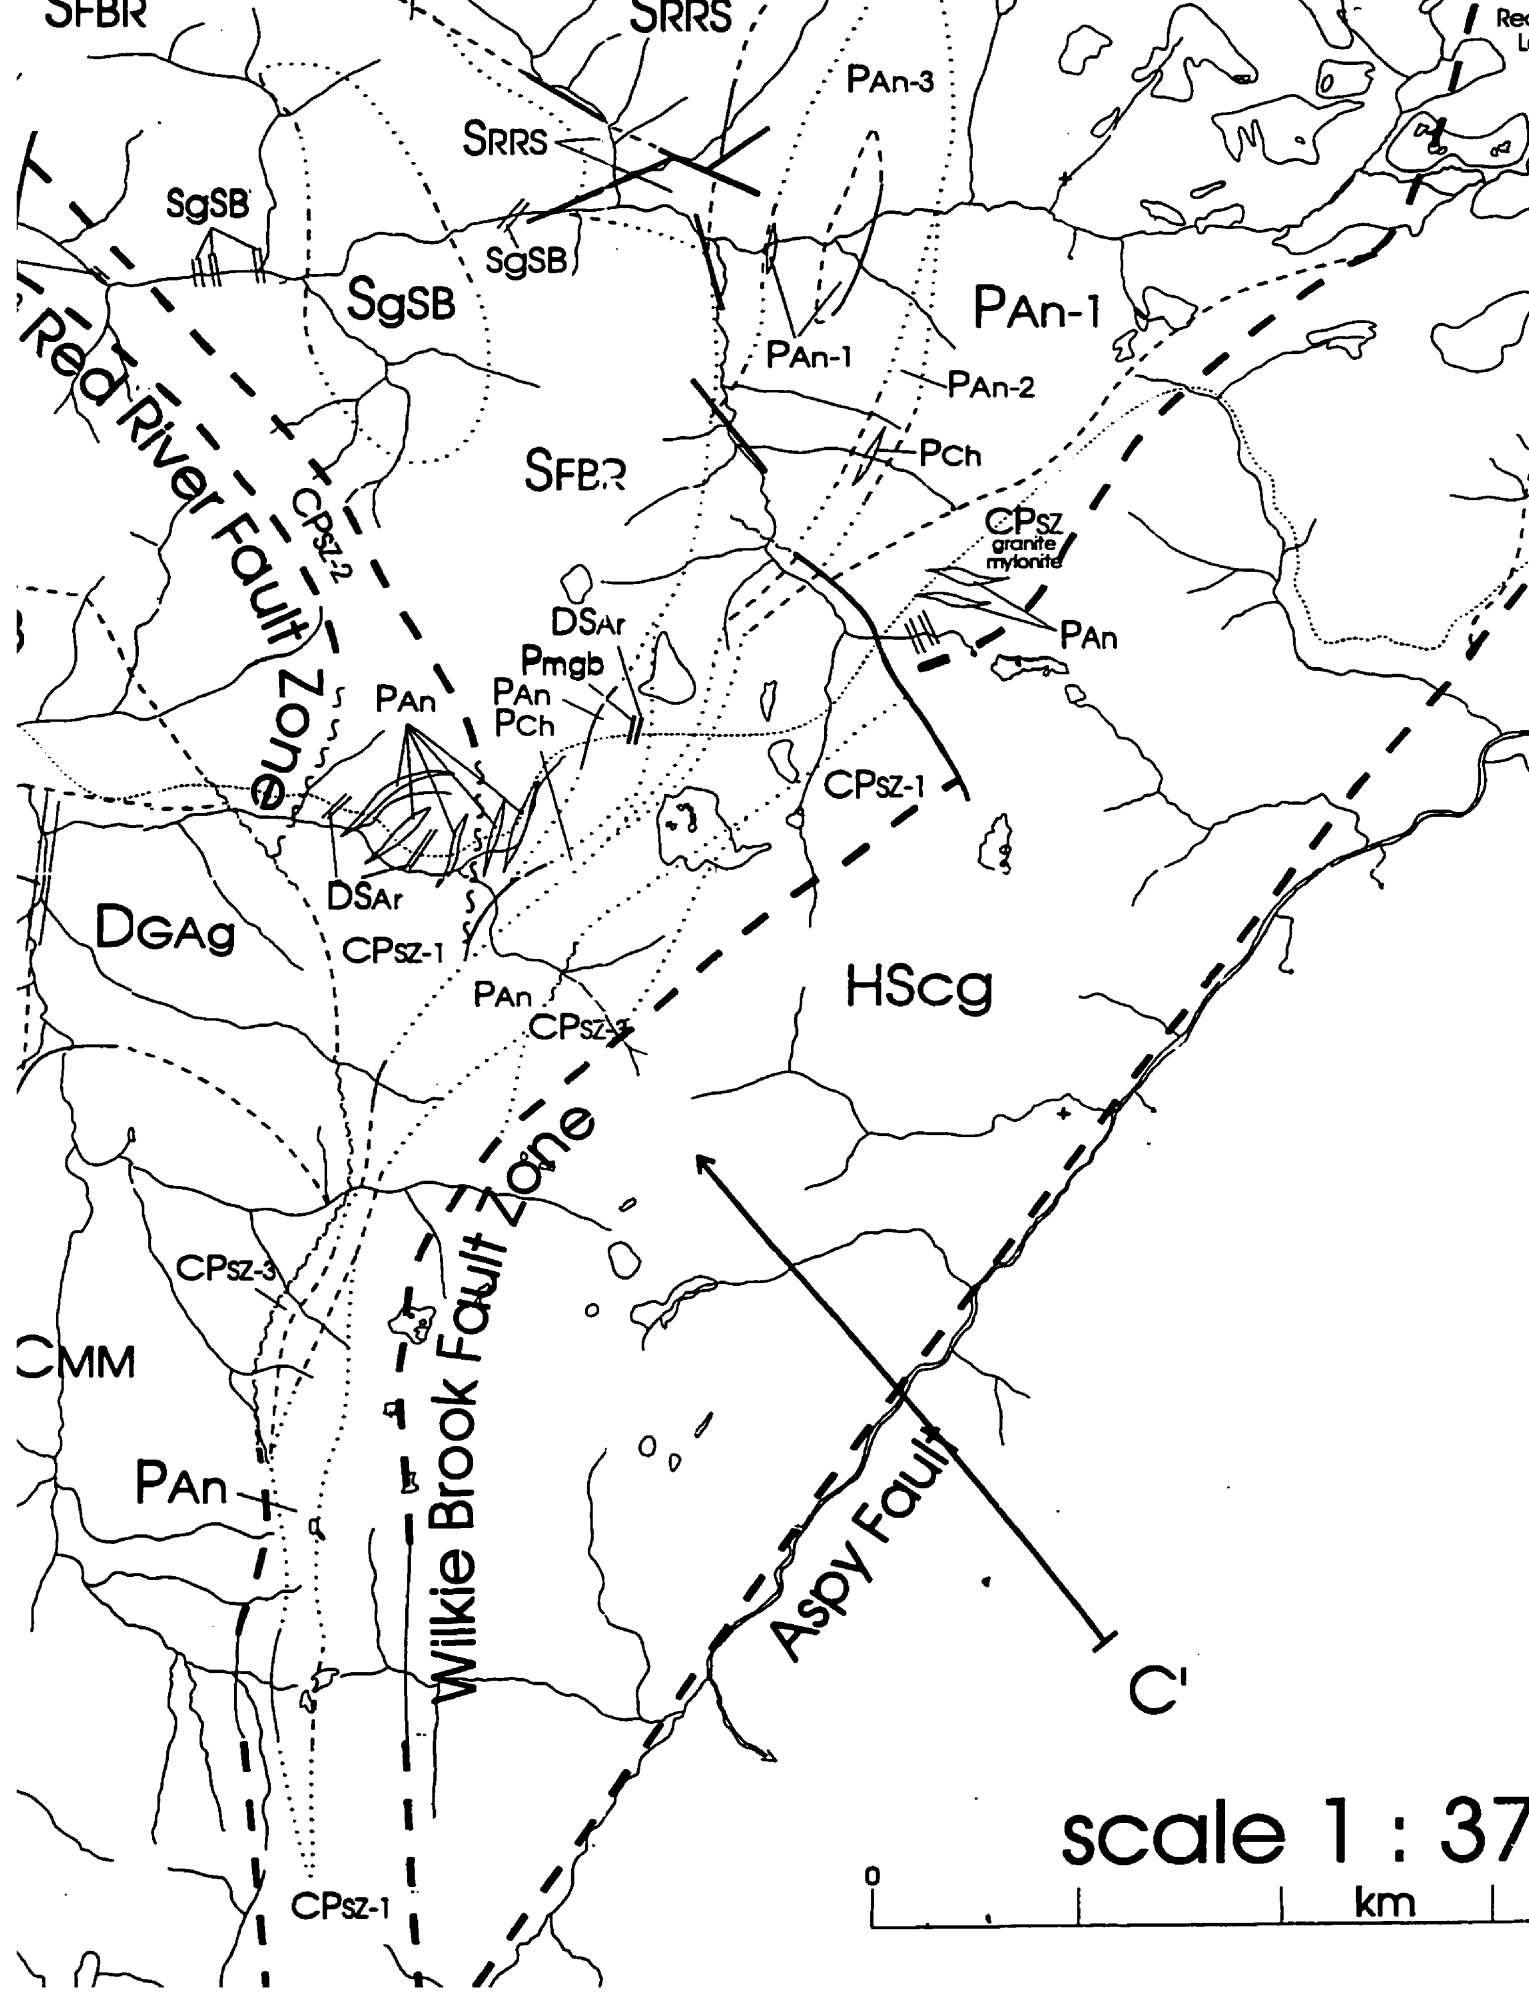 SFBR
SRRS
PAn-3
SRRS
SgSB
SgSB
SgSB
PAn-1
PAn-1
PAn-2
PCh
SFBR
Red River Fault Zone
CPsz-2
CPsz
granite
mylonite
PAn
DSAr
Pmgb
PAn
PCh
PAn
CPsz-1
DSAr
DGAg
CPsz-1
HScg
PAn
CPsz-3
CPsz-3
CMM
PAn
Wilkie Brook Fault Zone
Aspy Fault
C'
scale 1 : 37
0
km
CPsz-1